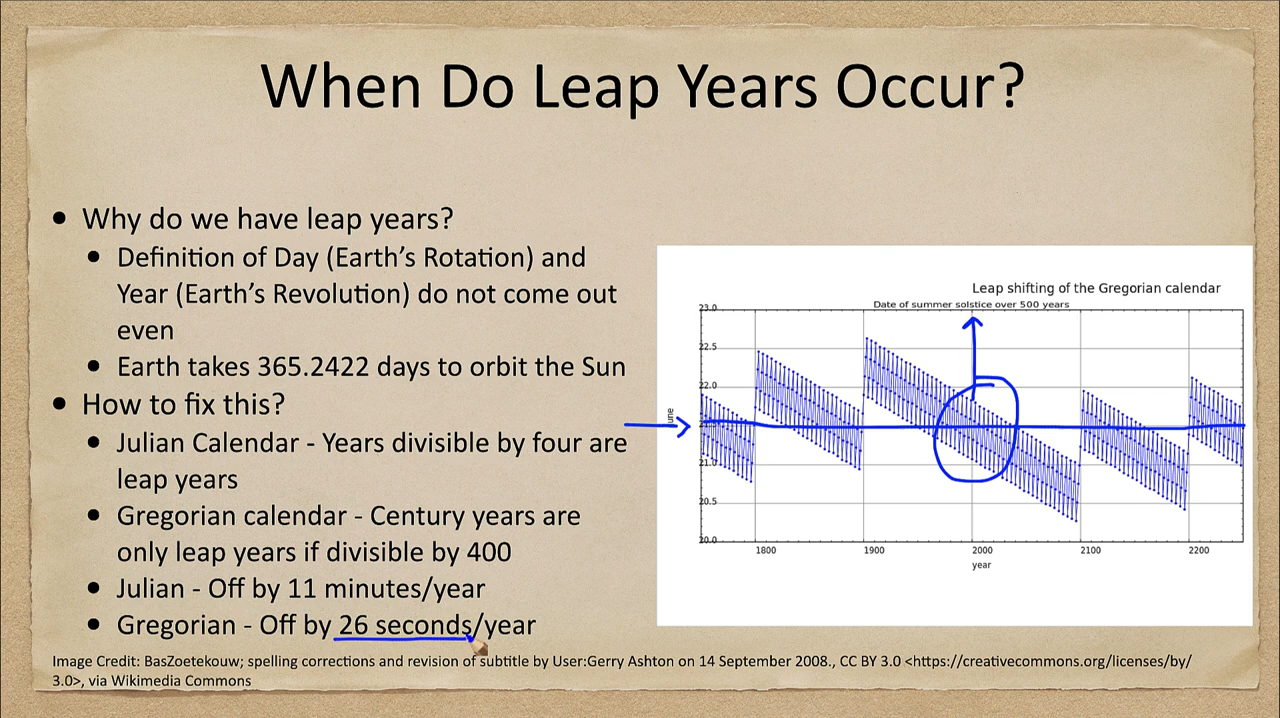 When Do Leap Years Occur?
• Why do we have leap years?
• Definition of Day (Earth's Rotation) and
Year (Earth's Revolution) do not come out
even
• Earth takes 365.2422 days to orbit the Sun
• How to fix this?
• Julian Calendar - Years divisible by four are
leap years
• Gregorian calendar - Century years are
only leap years if divisible by 400
• Julian - Off by 11 minutes/year
• Gregorian - Off by 26 seconds/year
Leap shifting of the Gregorian calendar
Date of summer solstice over 500 years
23.0
22.5
22.0
21.0
20.5
20.0
1800 1900 2000 2100 2200
year
Image Credit: BasZoetekouw; spelling corrections and revision of subtitle by User:Gerry Ashton on 14 September 2008., CC BY 3.0 <https://creativecommons.org/licenses/by/
3.0>, via Wikimedia Commons